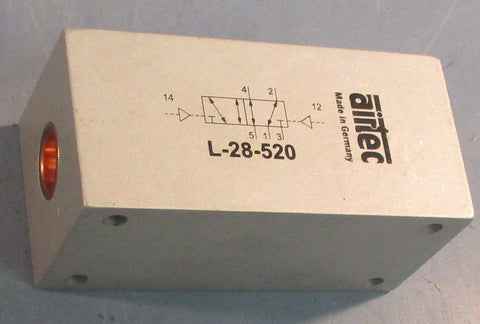 4 2
14 12
5 1 3
L-28-520
airtec
Made in Germany